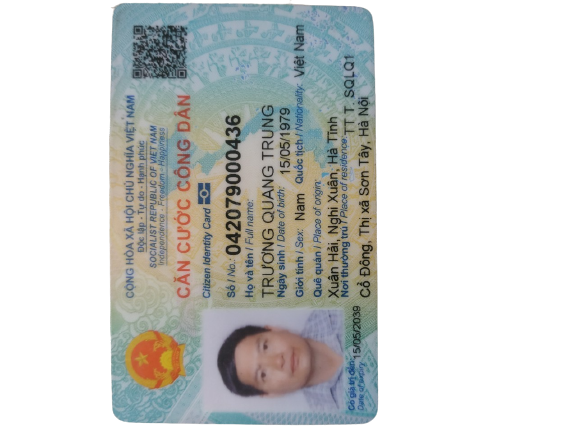 CỘNG HÒA XÃ HỘI CHỦ NGHĨA VIỆT NAM
Độc lập - Tự do - Hạnh phúc
SOCIALIST REPUBLIC OF VIET NAM
Independence - Freedom - Happiness
CĂN CƯỚC CÔNG DÂN
Citizen Identity Card
Số / No.: 042079000436
Họ và tên / Full name:
TRƯƠNG QUANG TRUNG
Ngày sinh / Date of birth: 15/05/1979
Giới tính / Sex: Nam Quốc tịch / Nationality: Việt Nam
Quê quán / Place of origin:
Xuân Hải, Nghi Xuân, Hà Tĩnh
Nơi thường trú / Place of residence: TT T. SQLQ1
Cổ Đông, Thị xã Sơn Tây, Hà Nội
Có giá trị đến: 15/05/2039
Date of expiry